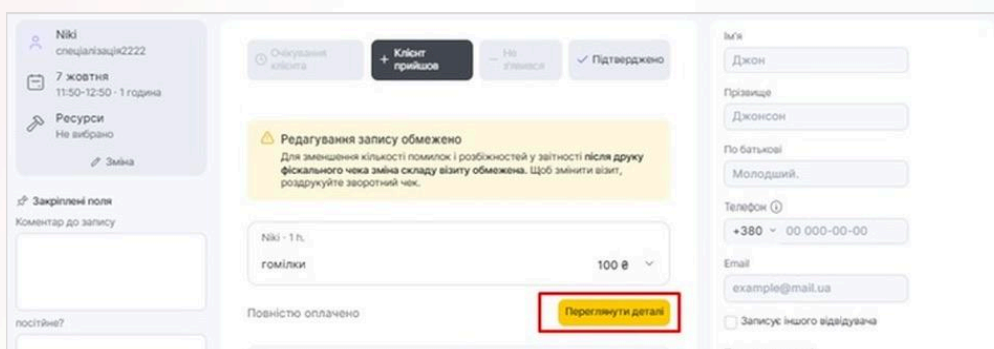 Niki
спеціалізація2222
7 жовтня
11:50-12:50 - 1 година
Ресурси
Не вибрано
Зміна
Закріплені поля
Коментар до запису
посітйне?
Очікування
клієнта
+ Клієнт
прийшов
Не
з'явився
Підтверджено
Редагування запису обмежено
Для зменшення кількості помилок і розбіжностей у звітності після друку
фіскального чека зміна складу візиту обмежена. Щоб змінити візит,
роздрукуйте зворотний чек.
Niki - 1 h.
гомілки 100 ₴
Повністю оплачено Переглянути деталі
Ім'я
Джон
Прізвище
Джонсон
По батькові
Молодший.
Телефон
+380 00 000-00-00
Email
example@mail.ua
Записує іншого відвідувача